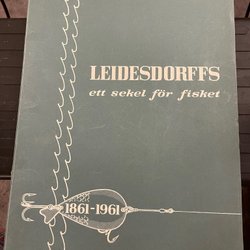 LEIDESDORFFS
ett sekel för fisket
1861-1961